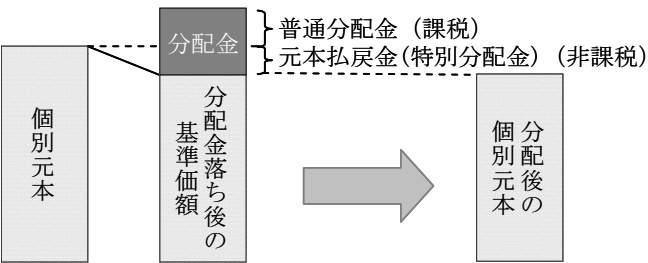 分配金
普通分配金（課税）
元本払戻金（特別分配金）（非課税）
個別元本
分配金落ち後の
基準価額
分配後の
個別元本